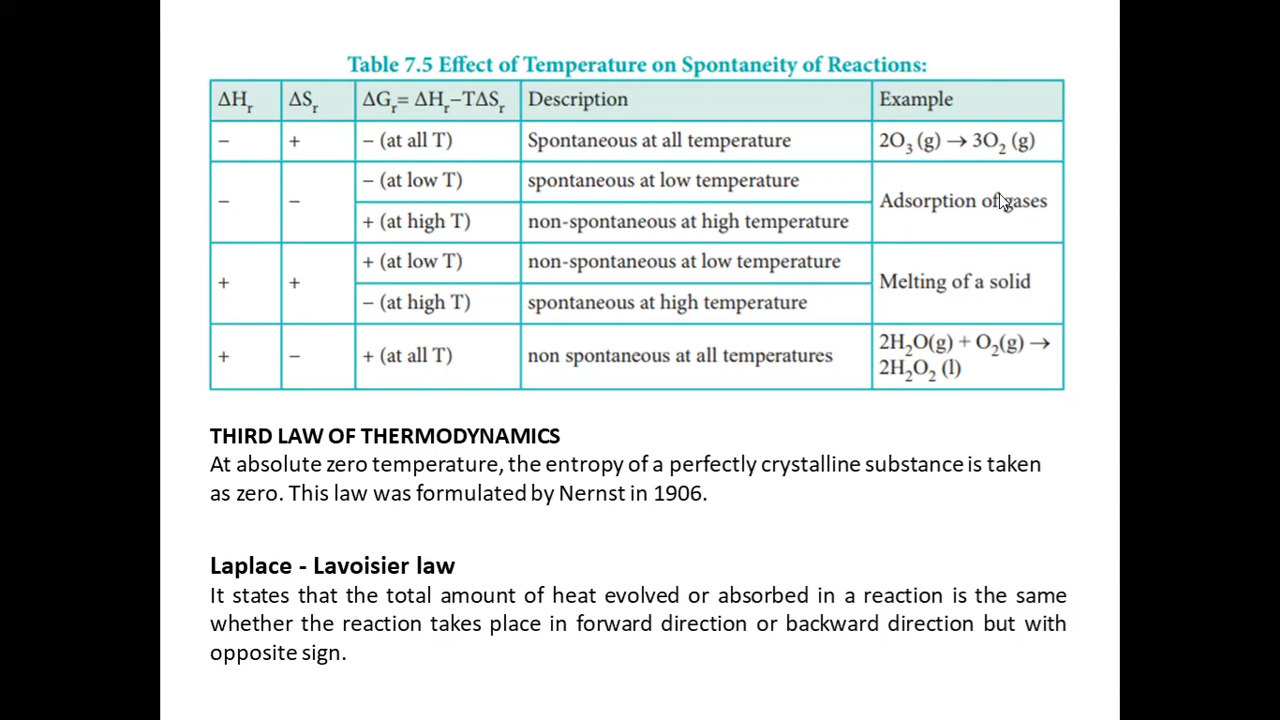 Table 7.5 Effect of Temperature on Spontaneity of Reactions:
ΔHr ΔSr ΔGr= ΔHr−TΔSr Description Example
− + − (at all T) Spontaneous at all temperature 2O3 (g) → 3O2 (g)
− − − (at low T) spontaneous at low temperature Adsorption of gases
+ (at high T) non-spontaneous at high temperature
+ + + (at low T) non-spontaneous at low temperature Melting of a solid
− (at high T) spontaneous at high temperature
+ − + (at all T) non spontaneous at all temperatures 2H2O(g) + O2(g) →
2H2O2 (l)
THIRD LAW OF THERMODYNAMICS
At absolute zero temperature, the entropy of a perfectly crystalline substance is taken
as zero. This law was formulated by Nernst in 1906.
Laplace - Lavoisier law
It states that the total amount of heat evolved or absorbed in a reaction is the same
whether the reaction takes place in forward direction or backward direction but with
opposite sign.